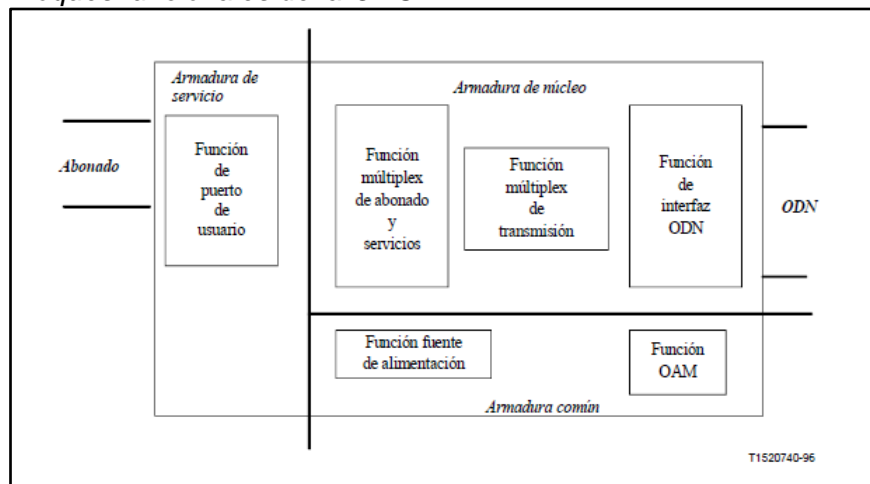 Armadura de
servicio
Armadura de núcleo
Abonado
Función
de
puerto
de
usuario
Función
múltiplex
de abonado
y
servicios
Función
múltiplex
de
transmisión
Función
de
interfaz
ODN
ODN
Función fuente
de alimentación
Función
OAM
Armadura común
T1520740-96